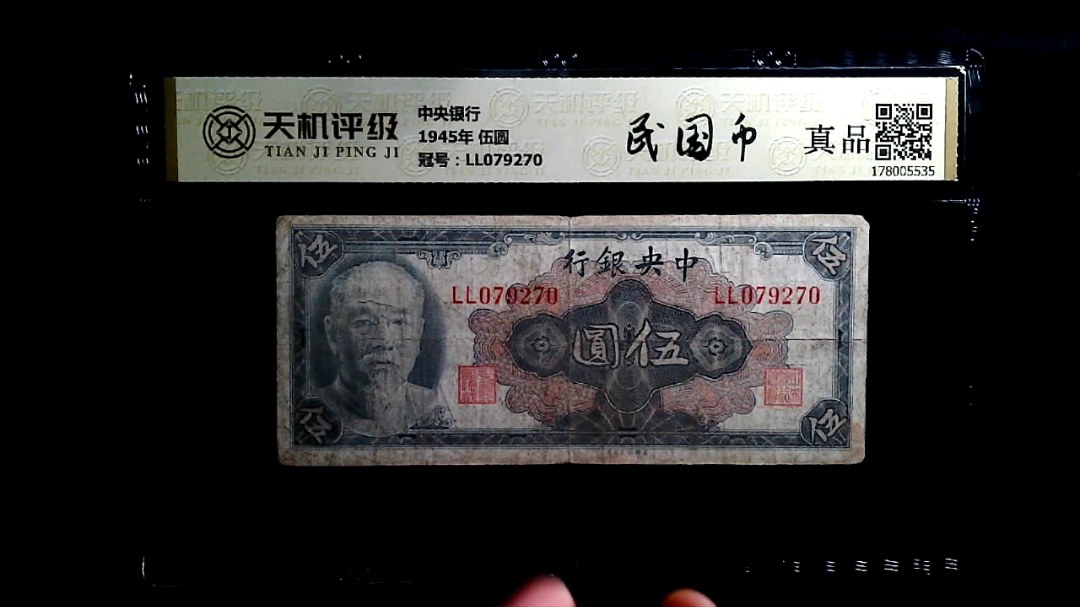 天机评级
TIAN JI PING JI
中央银行
1945年 伍圆
冠号：LL079270
民国币
真品
178005535
伍
伍
行銀央中
LL079270
LL079270
圓伍
伍
伍